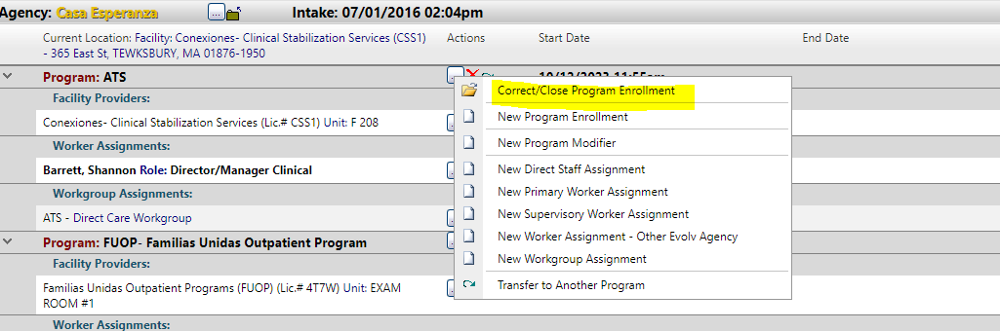 Agency: Casa Esperanza ... Intake: 07/01/2016 02:04pm
Current Location: Facility: Conexiones- Clinical Stabilization Services (CSS1) Actions Start Date End Date
- 365 East St, TEWKSBURY, MA 01876-1950
Program: ATS
Facility Providers:
Conexiones- Clinical Stabilization Services (Lic.# CSS1) Unit: F 208
Worker Assignments:
Barrett, Shannon Role: Director/Manager Clinical
Workgroup Assignments:
ATS - Direct Care Workgroup
Program: FUOP- Familias Unidas Outpatient Program
Facility Providers:
Familias Unidas Outpatient Programs (FUOP) (Lic.# 4T7W) Unit: EXAM
ROOM #1
Worker Assignments:
Correct/Close Program Enrollment
New Program Enrollment
New Program Modifier
New Direct Staff Assignment
New Primary Worker Assignment
New Supervisory Worker Assignment
New Worker Assignment - Other Evolv Agency
New Workgroup Assignment
Transfer to Another Program